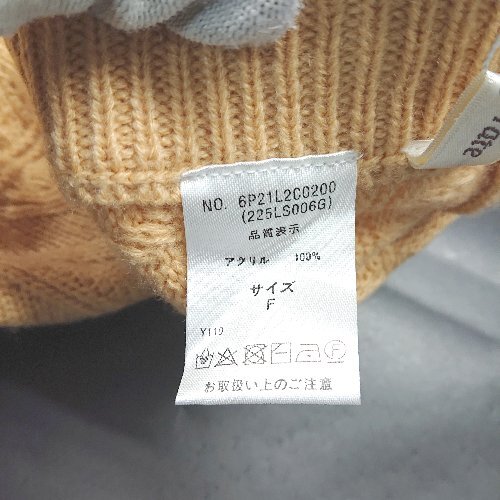 NO. 6P21L2C0200
(225LS006G)
品質表示
アクリル 100%
サイズ
F
Y119
お取扱い上のご注意